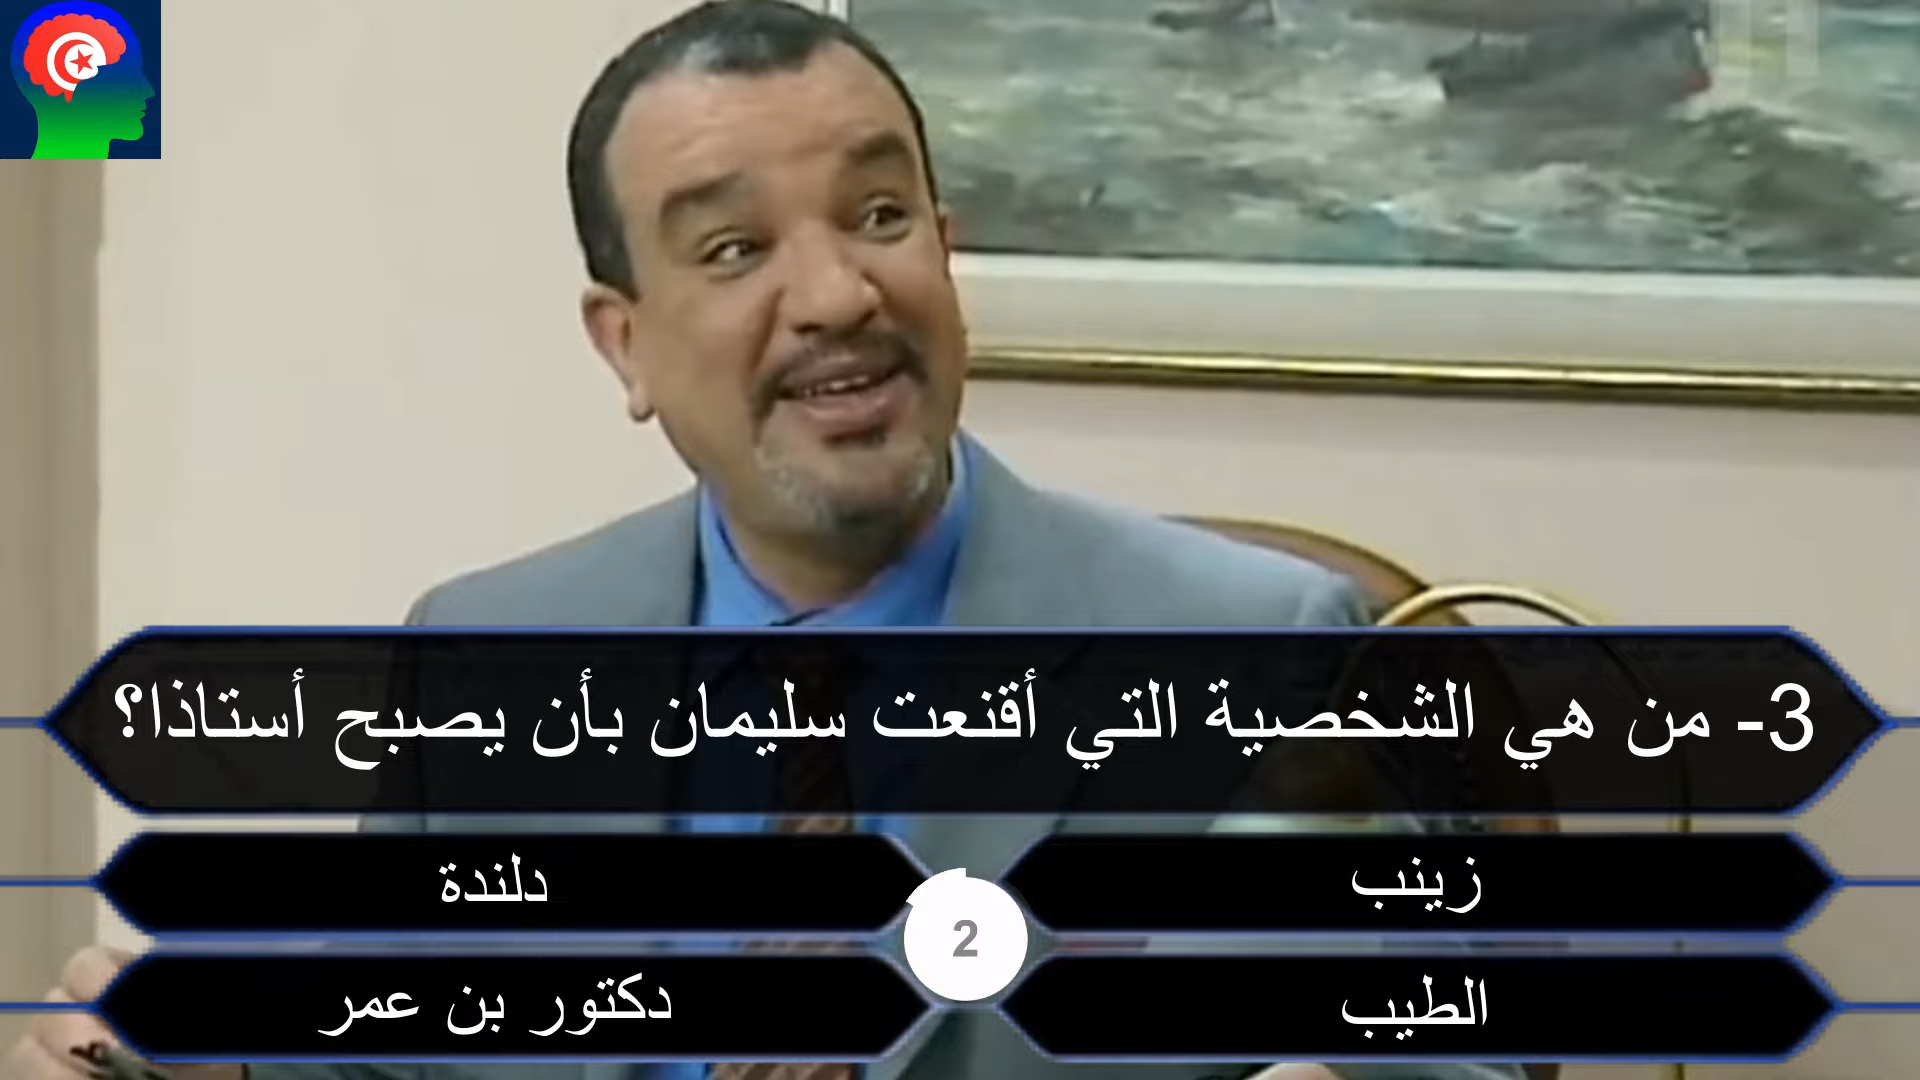 3- من هي الشخصية التي أقنعت سليمان بأن يصبح أستاذا؟
زينب
دلندة
2
الطيب
دكتور بن عمر